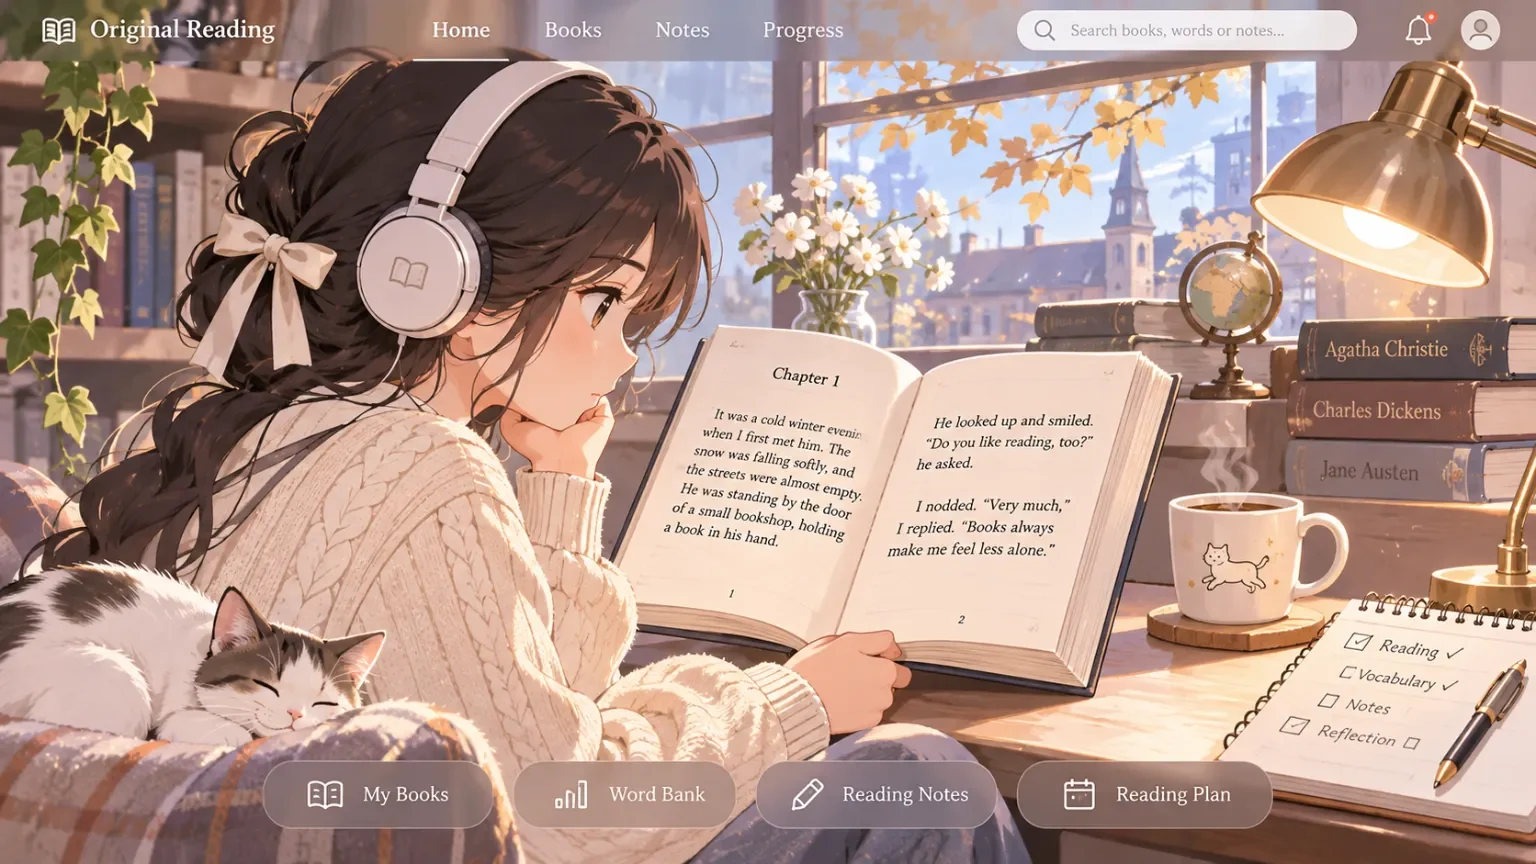 Original Reading
Home
Books
Notes
Progress
Search books, words or notes...
Chapter 1
It was a cold winter evenin
when I first met him. The
snow was falling softly, and
the streets were almost empty.
He was standing by the door
of a small bookshop, holding
a book in his hand.
1
He looked up and smiled.
“Do you like reading, too?”
he asked.
I nodded. “Very much,”
I replied. “Books always
make me feel less alone.”
2
Agatha Christie
Charles Dickens
Jane Austen
Reading
Vocabulary
Notes
Reflection
My Books
Word Bank
Reading Notes
Reading Plan